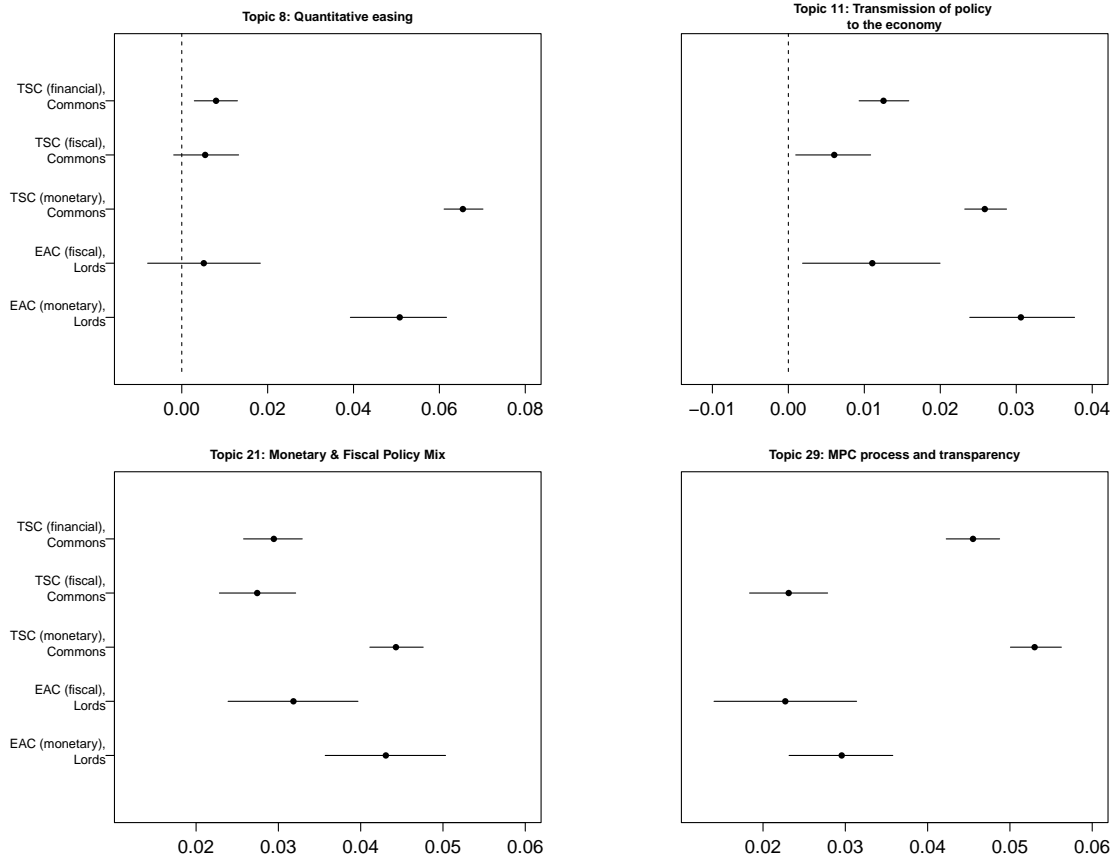 Topic 8: Quantitative easing
TSC (financial),
Commons
TSC (fiscal),
Commons
TSC (monetary),
Commons
EAC (fiscal),
Lords
EAC (monetary),
Lords
0.00 0.02 0.04 0.06 0.08
Topic 11: Transmission of policy
to the economy
−0.01 0.00 0.01 0.02 0.03 0.04
Topic 21: Monetary & Fiscal Policy Mix
TSC (financial),
Commons
TSC (fiscal),
Commons
TSC (monetary),
Commons
EAC (fiscal),
Lords
EAC (monetary),
Lords
0.02 0.03 0.04 0.05 0.06
Topic 29: MPC process and transparency
0.02 0.03 0.04 0.05 0.06